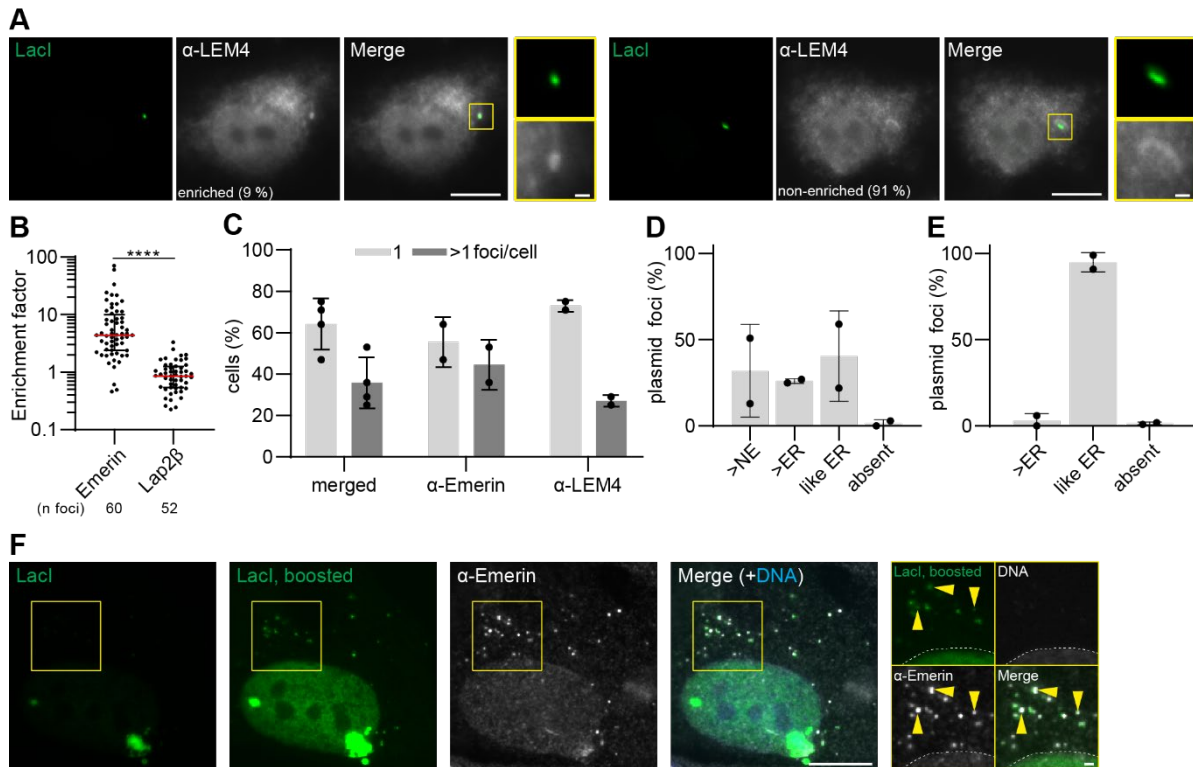 A
LacI
α-LEM4
Merge
LacI
α-LEM4
Merge
enriched (9 %)
non-enriched (91 %)
B
Enrichment factor
100
10
1
0.1
****
Emerin
Lap2β
(n foci)
60
52
C
cells (%)
100
80
60
40
20
0
1
>1 foci/cell
merged
α-Emerin
α-LEM4
D
plasmid foci (%)
100
50
0
>NE
>ER
like ER
absent
E
plasmid foci (%)
100
50
0
>ER
like ER
absent
F
LacI
LacI, boosted
α-Emerin
Merge (+DNA)
LacI, boosted
DNA
α-Emerin
Merge